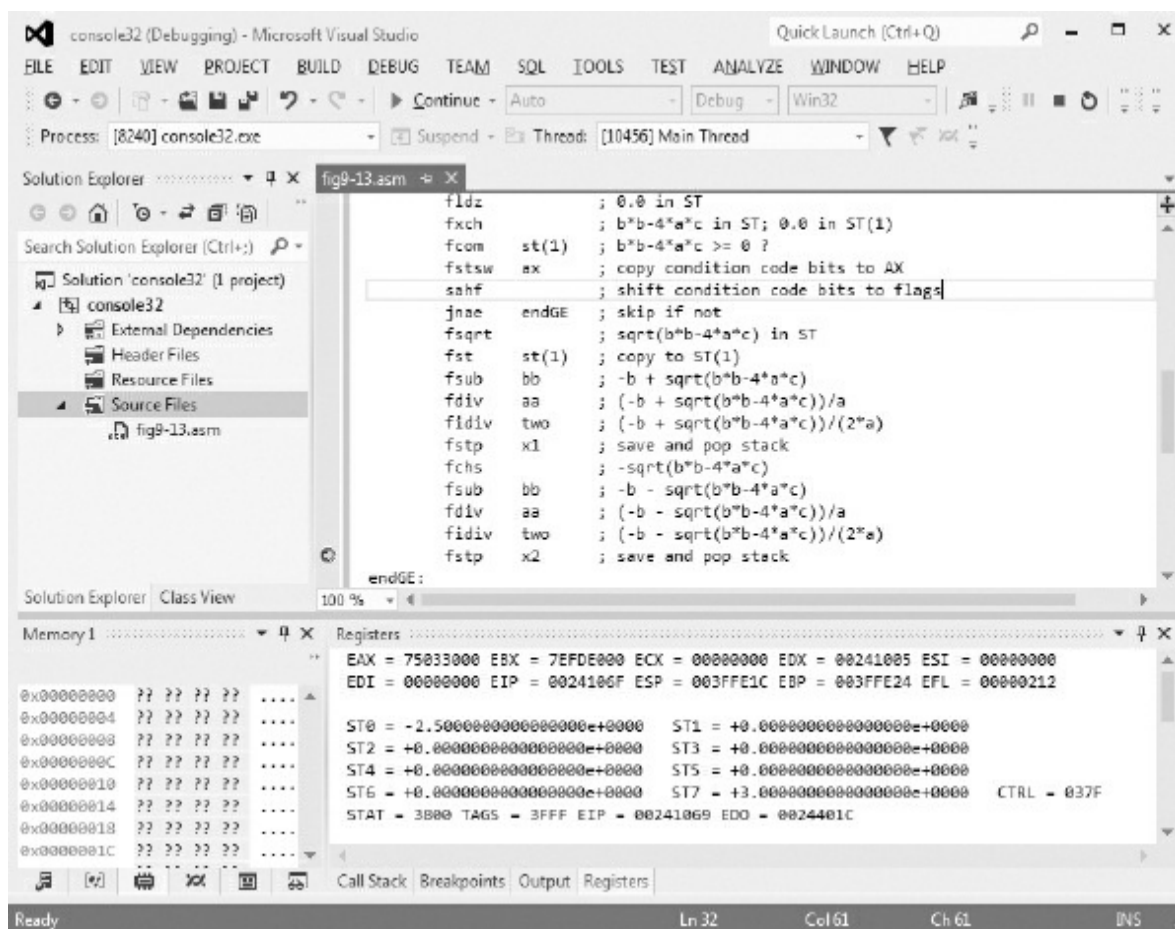 console32 (Debugging) - Microsoft Visual Studio
Quick Launch (Ctrl+Q)
FILE EDIT VIEW PROJECT BUILD DEBUG TEAM SQL TOOLS TEST ANALYZE WINDOW HELP
Continue Auto Debug Win32
Process: [8240] console32.exe Suspend Thread: [10456] Main Thread
Solution Explorer
Search Solution Explorer (Ctrl+;)
Solution 'console32' (1 project)
console32
External Dependencies
Header Files
Resource Files
Source Files
fig9-13.asm
Solution Explorer Class View
fig9-13.asm
fldz ; 0.0 in ST
fxch ; b*b-4*a*c in ST; 0.0 in ST(1)
fcom st(1) ; b*b-4*a*c >= 0 ?
fstsw ax ; copy condition code bits to AX
sahf ; shift condition code bits to flags
jnae endGE ; skip if not
fsqrt ; sqrt(b*b-4*a*c) in ST
fst st(1) ; copy to ST(1)
fsub bb ; -b + sqrt(b*b-4*a*c)
fdiv aa ; (-b + sqrt(b*b-4*a*c))/a
fidiv two ; (-b + sqrt(b*b-4*a*c))/(2*a)
fstp x1 ; save and pop stack
fchs ; -sqrt(b*b-4*a*c)
fsub bb ; -b - sqrt(b*b-4*a*c)
fdiv aa ; (-b - sqrt(b*b-4*a*c))/a
fidiv two ; (-b - sqrt(b*b-4*a*c))/(2*a)
fstp x2 ; save and pop stack
endGE:
100 %
Memory 1
0x00000000 ?? ?? ?? ?? ....
0x00000004 ?? ?? ?? ?? ....
0x00000008 ?? ?? ?? ?? ....
0x0000000C ?? ?? ?? ?? ....
0x00000010 ?? ?? ?? ?? ....
0x00000014 ?? ?? ?? ?? ....
0x00000018 ?? ?? ?? ?? ....
0x0000001C ?? ?? ?? ?? ....
Registers
EAX = 75033000 EBX = 7EFDE000 ECX = 00000000 EDX = 00241005 ESI = 00000000
EDI = 00000000 EIP = 0024106F ESP = 003FFE1C EBP = 003FFE24 EFL = 00000212
ST0 = -2.5000000000000000e+0000 ST1 = +0.0000000000000000e+0000
ST2 = +0.0000000000000000e+0000 ST3 = +0.0000000000000000e+0000
ST4 = +0.0000000000000000e+0000 ST5 = +0.0000000000000000e+0000
ST6 = +0.0000000000000000e+0000 ST7 = +3.0000000000000000e+0000 CTRL = 037F
STAT = 3800 TAGS = 3FFF EIP = 00241069 EDO = 0024401C
Call Stack Breakpoints Output Registers
Ready Ln 32 Col 61 Ch 61 INS